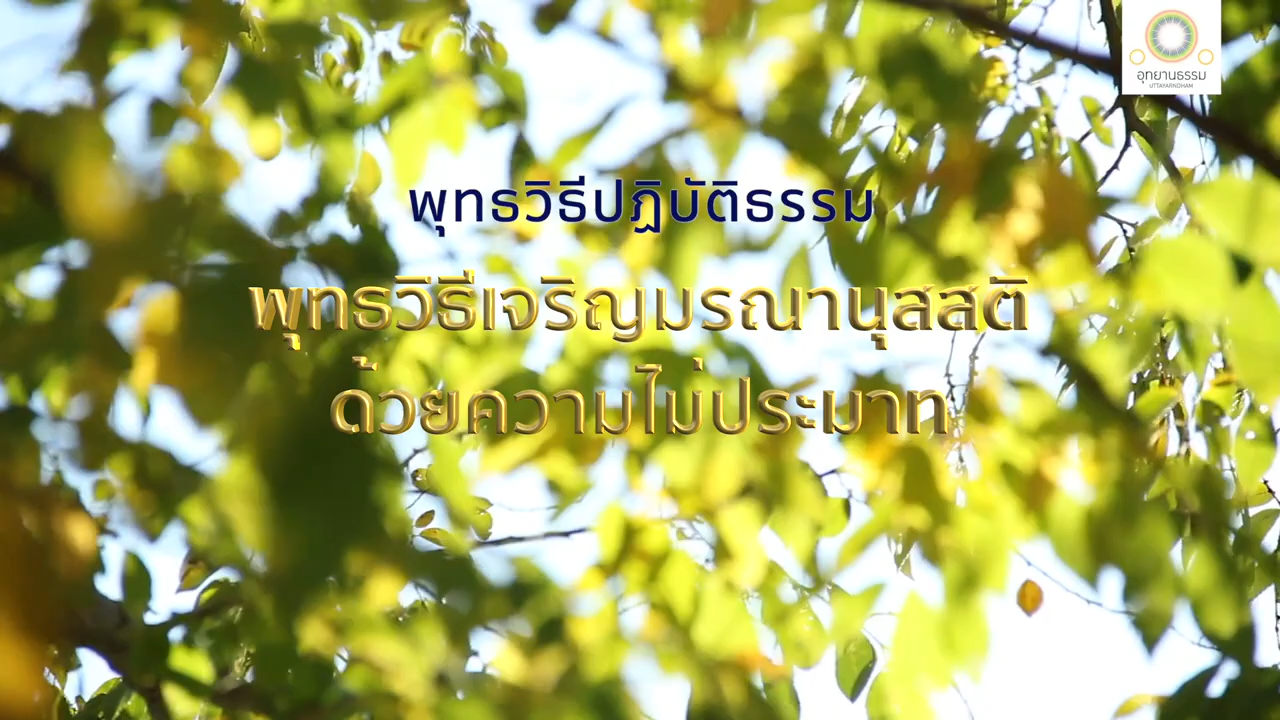 อุทยานธรรม
UTTAYARNDHAM
พุทธวิธีปฏิบัติธรรม
พุทธวิธีเจริญมรณานุสสติ
ด้วยความไม่ประมาท